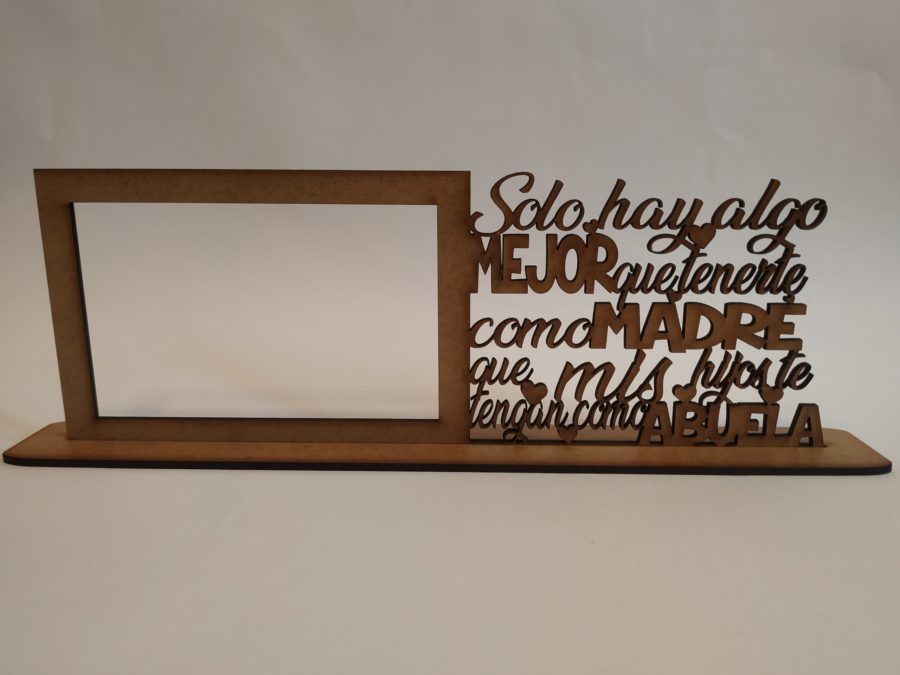 Solo hay algo
MEJOR que tenerte
como MADRE
que mis hijos te
tengan como ABUELA